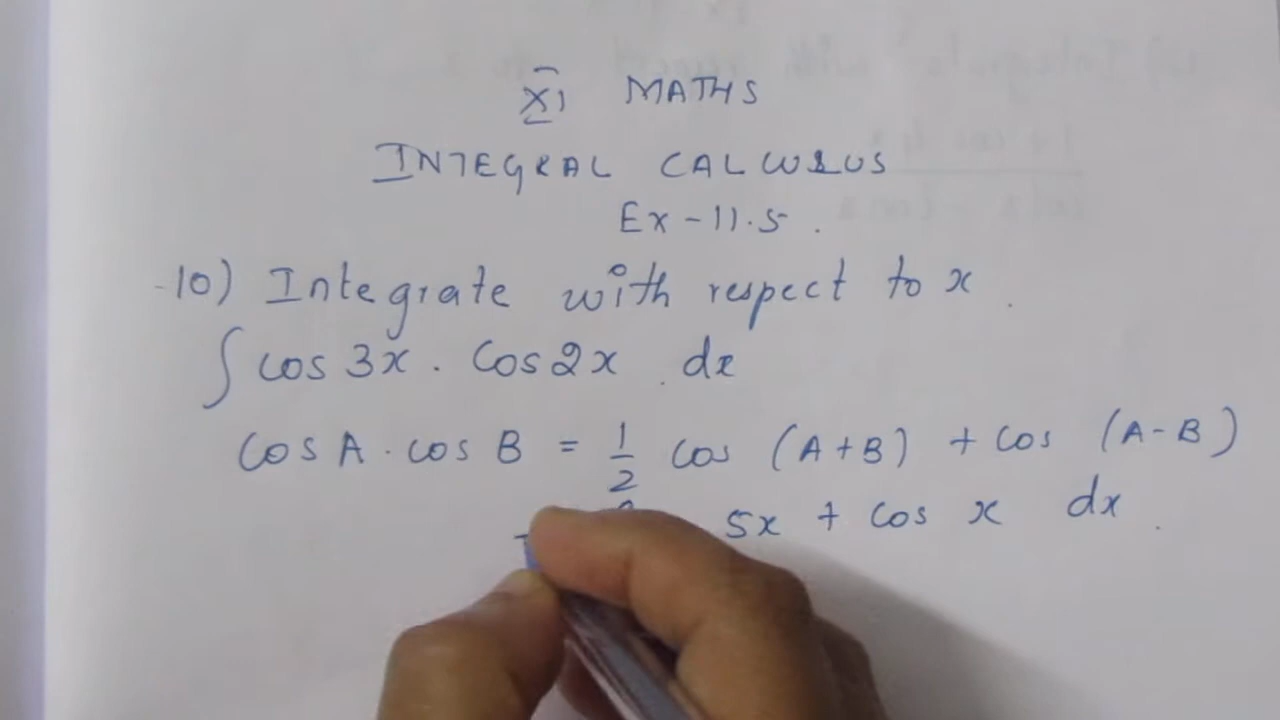 XI MATHS
INTEGRAL CALCULUS
Ex - 11.5.
10) Integrate with respect to x.
∫ cos 3x . Cos 2x . dx
cos A . cos B = 1/2 cos (A+B) + cos (A-B)
5x + cos x dx .